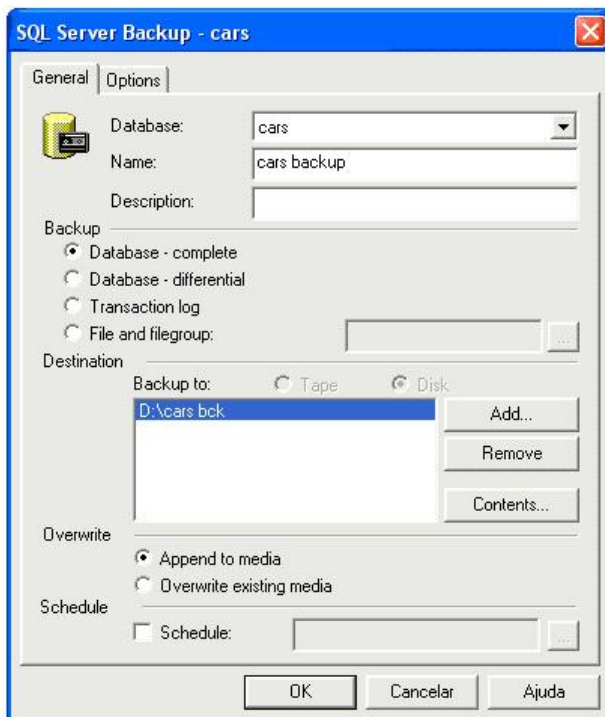 SQL Server Backup - cars
General Options
Database: cars
Name: cars backup
Description:
Backup
Database - complete
Database - differential
Transaction log
File and filegroup: ...
Destination
Backup to: Tape Disk
D:\cars bck
Add...
Remove
Contents...
Overwrite
Append to media
Overwrite existing media
Schedule
Schedule: ...
OK Cancelar Ajuda